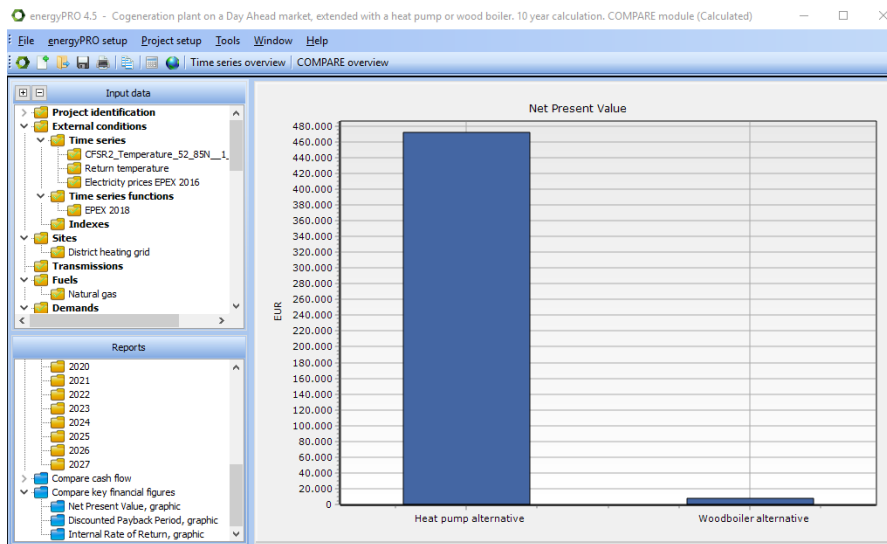 energyPRO 4.5 - Cogeneration plant on a Day Ahead market, extended with a heat pump or wood boiler. 10 year calculation. COMPARE module (Calculated)
File energyPRO setup Project setup Tools Window Help
Time series overview COMPARE overview
Input data
Project identification
External conditions
Time series
CFSR2_Temperature_52_85N__1_
Return temperature
Electricity prices EPEX 2016
Time series functions
EPEX 2018
Indexes
Sites
District heating grid
Transmissions
Fuels
Natural gas
Demands
Reports
2020
2021
2022
2023
2024
2025
2026
2027
Compare cash flow
Compare key financial figures
Net Present Value, graphic
Discounted Payback Period, graphic
Internal Rate of Return, graphic
Net Present Value
480.000
460.000
440.000
420.000
400.000
380.000
360.000
340.000
320.000
300.000
280.000
260.000
240.000
220.000
200.000
180.000
160.000
140.000
120.000
100.000
80.000
60.000
40.000
20.000
0
EUR
Heat pump alternative
Woodboiler alternative